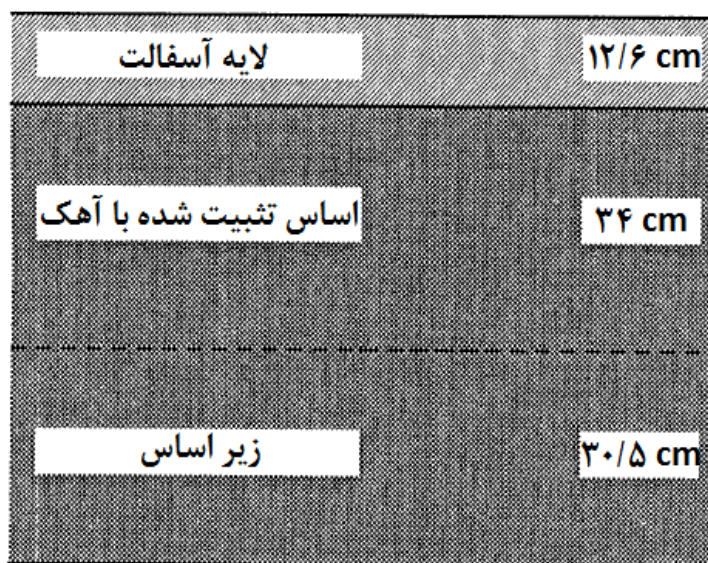 لایه آسفالت ۱۲/۶ cm
اساس تثبیت شده با آهک ۳۴ cm
زیر اساس ۳۰/۵ cm